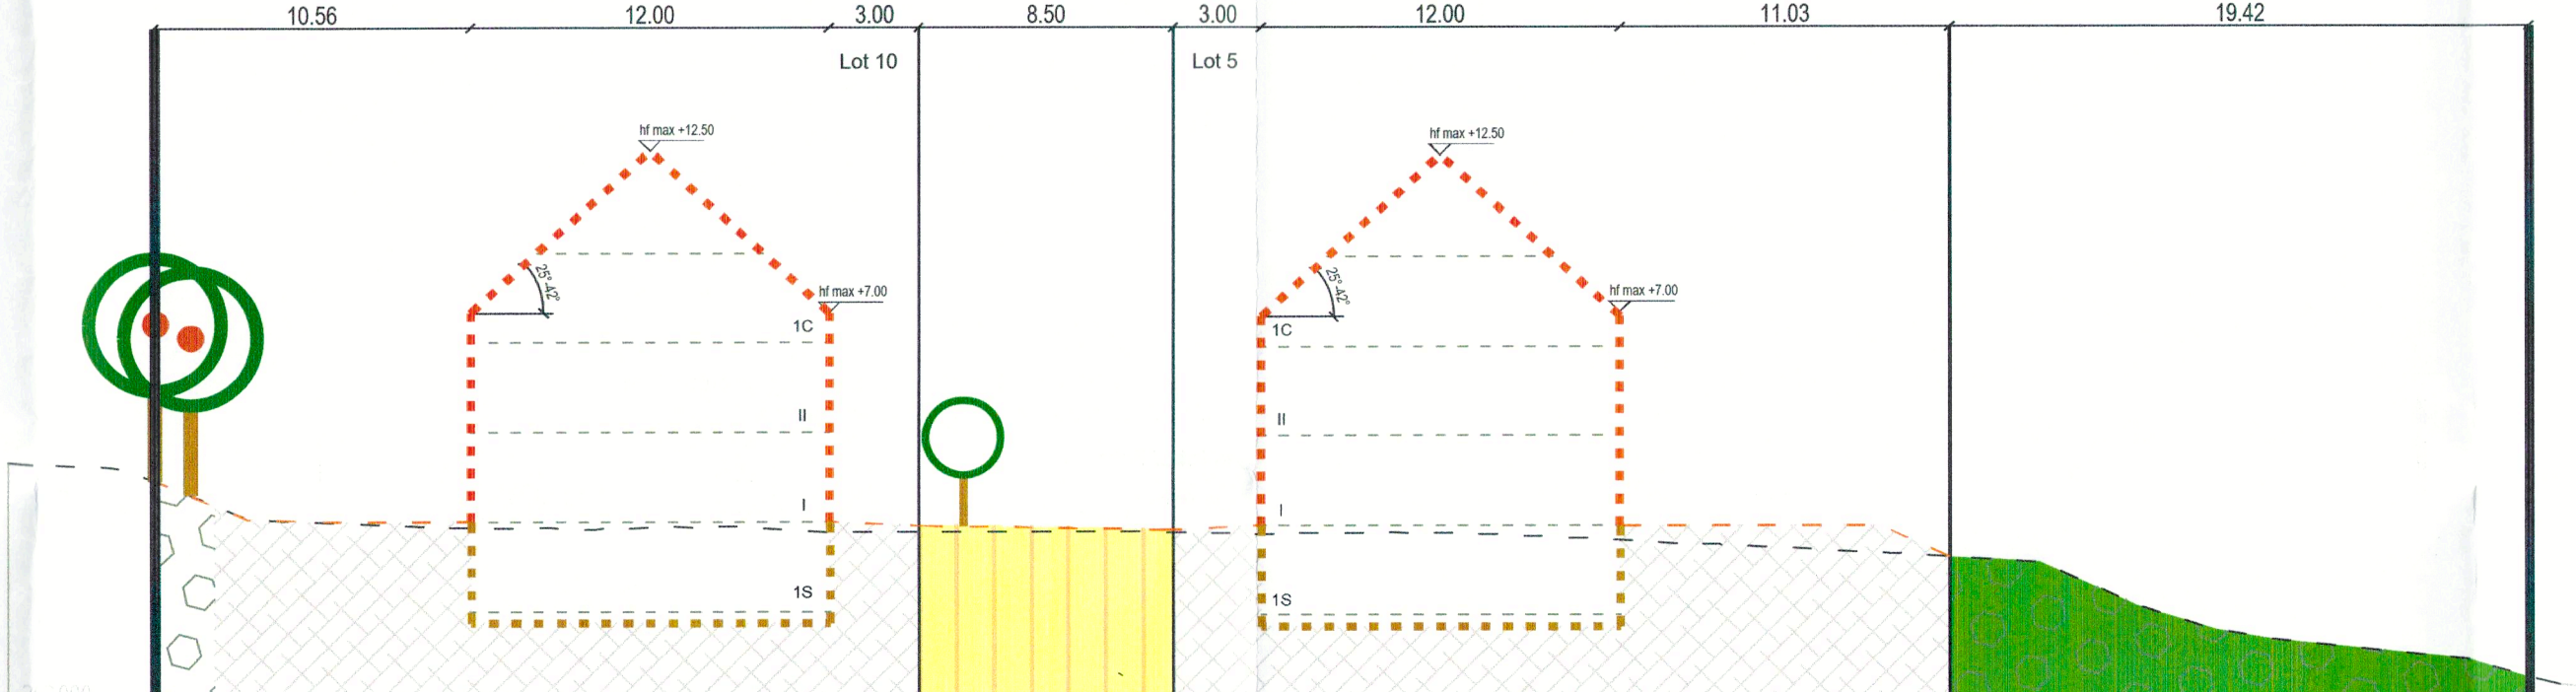 10.56 12.00 3.00 8.50 3.00 12.00 11.03 19.42
Lot 10 Lot 5
hf max +12.50 hf max +12.50
25°-42° 25°-42°
hf max +7.00 hf max +7.00
1C 1C
II II
I I
1S 1S